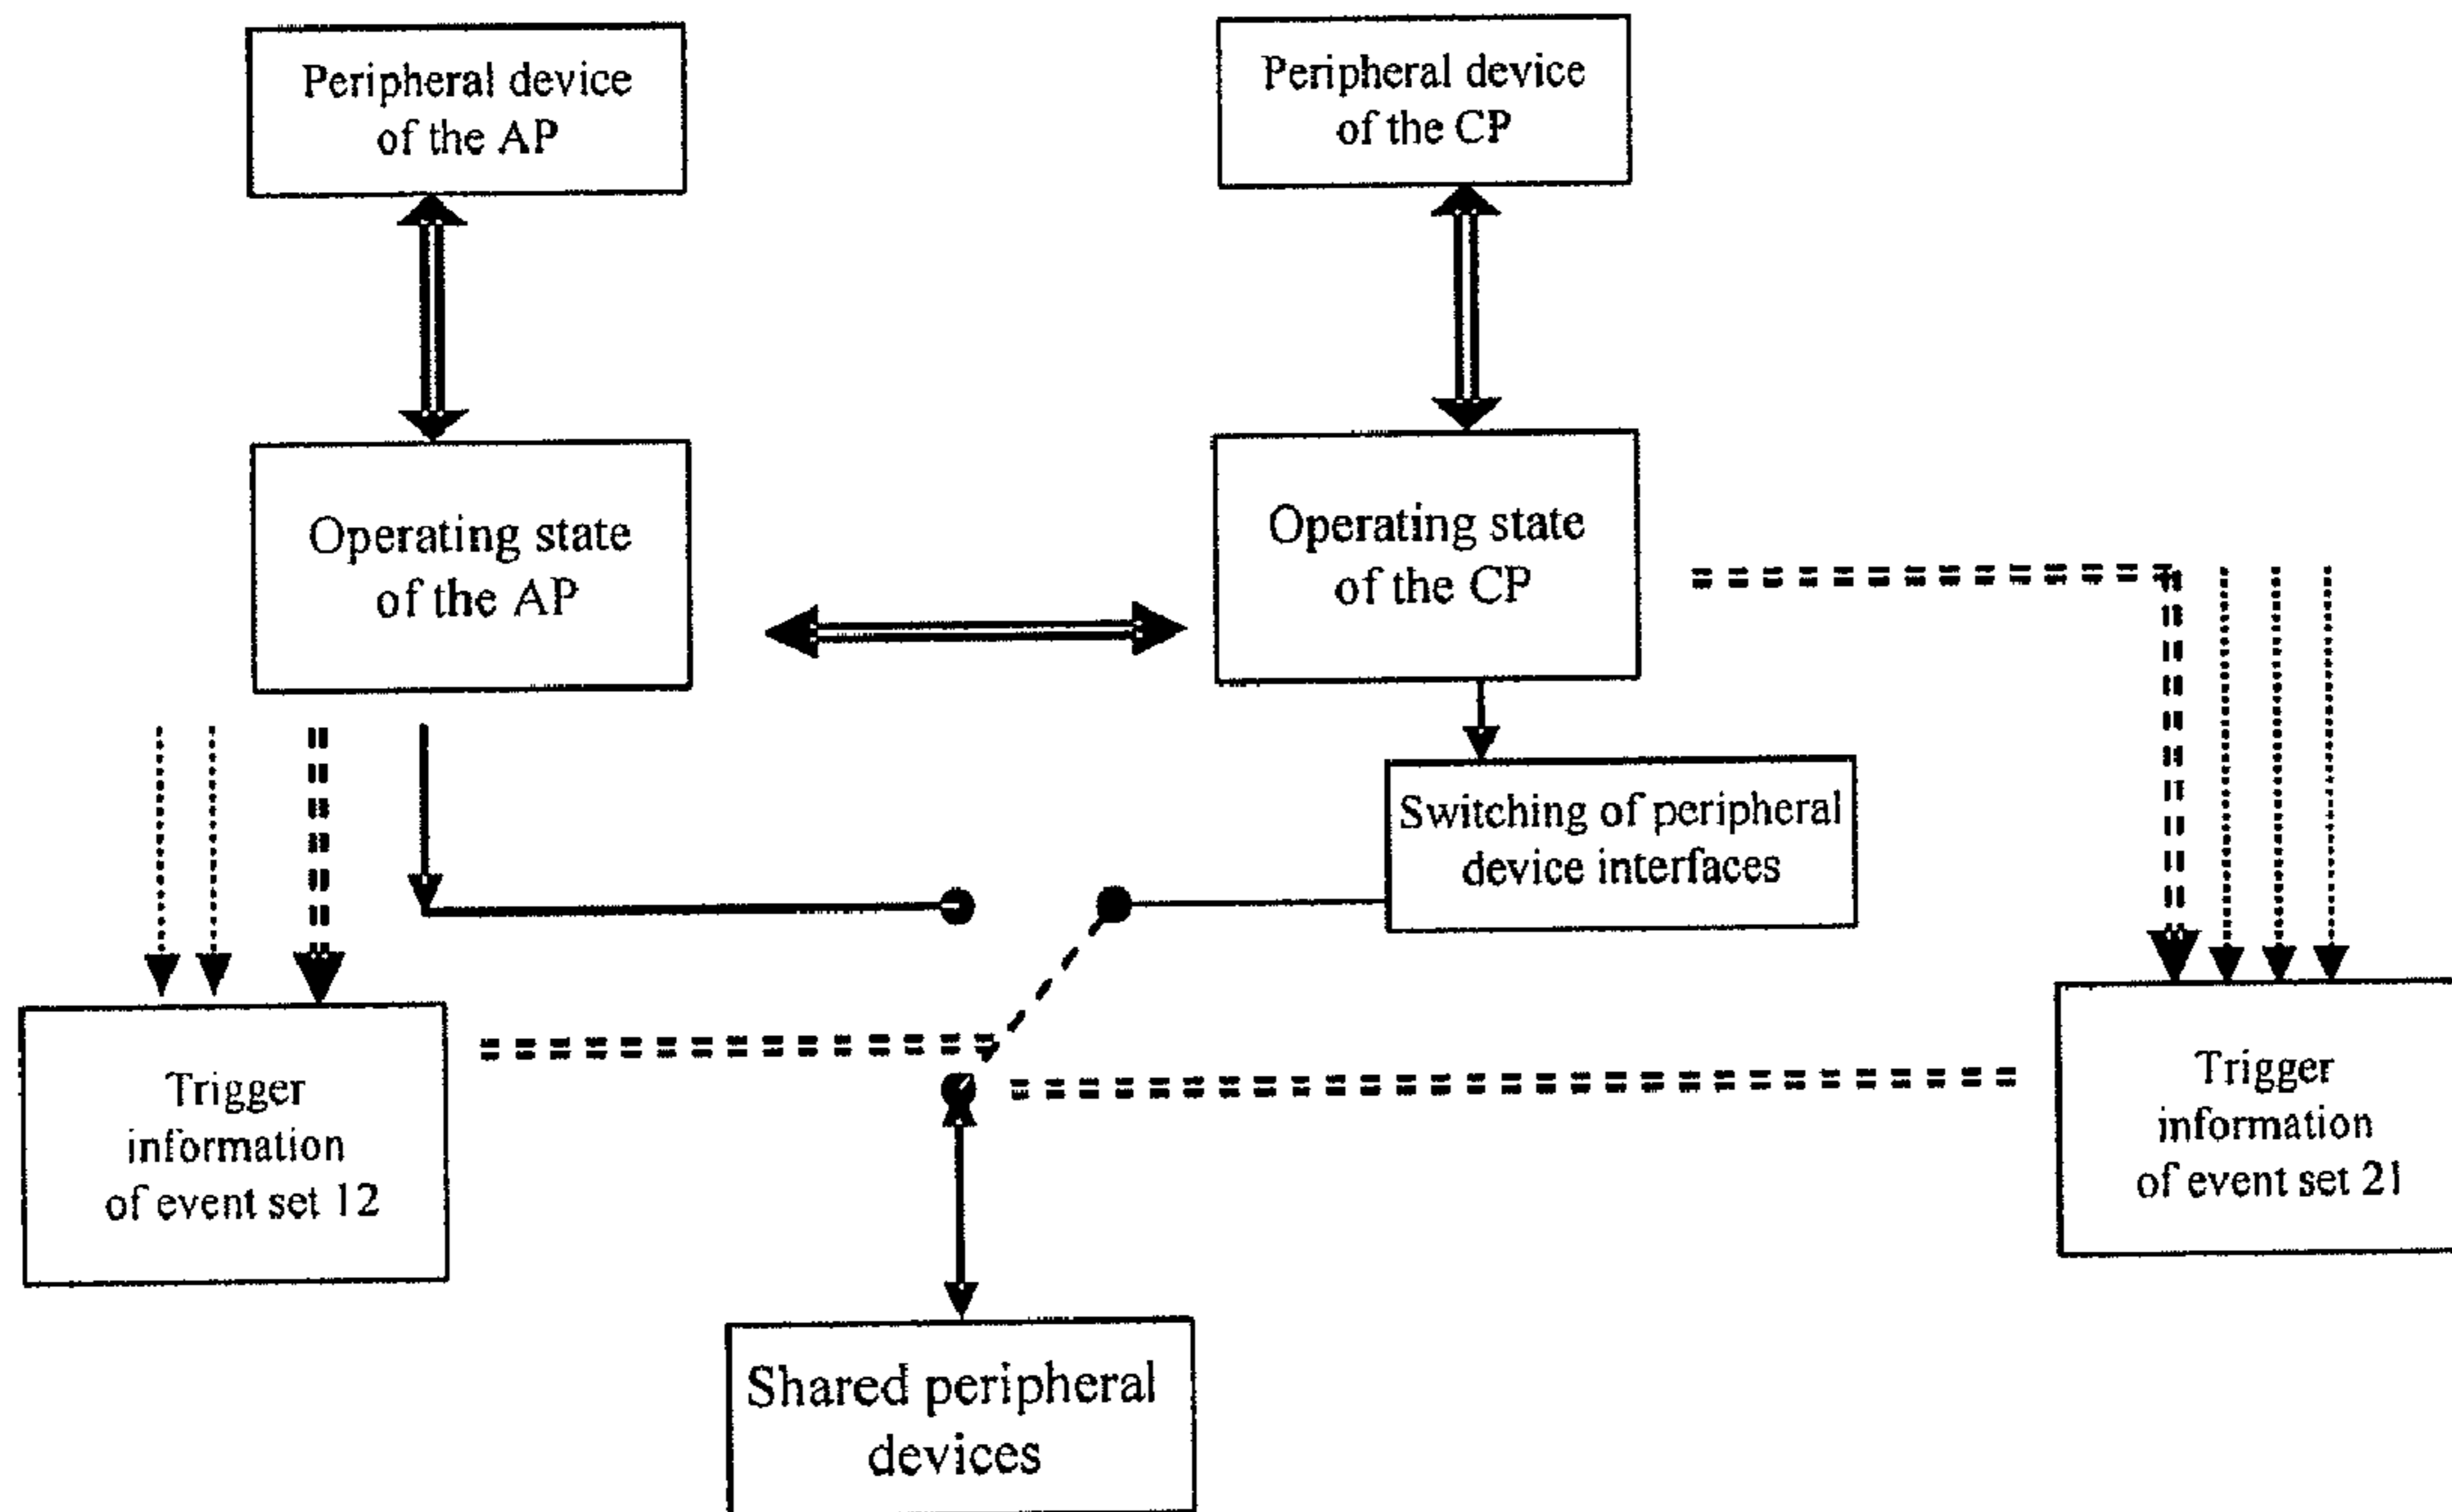 Peripheral device
of the AP
Peripheral device
of the CP
Operating state
of the AP
Operating state
of the CP
Switching of peripheral
device interfaces
Trigger
information
of event set 12
Trigger
information
of event set 21
Shared peripheral
devices